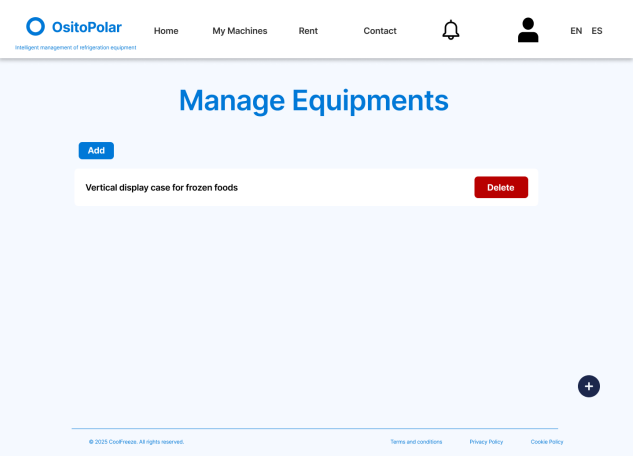 OsitoPolar
Intelligent management of refrigeration equipment
Home
My Machines
Rent
Contact
EN ES
Manage Equipments
Add
Vertical display case for frozen foods
Delete
+
© 2025 CoolFreeze. All rights reserved.
Terms and conditions
Privacy Policy
Cookie Policy